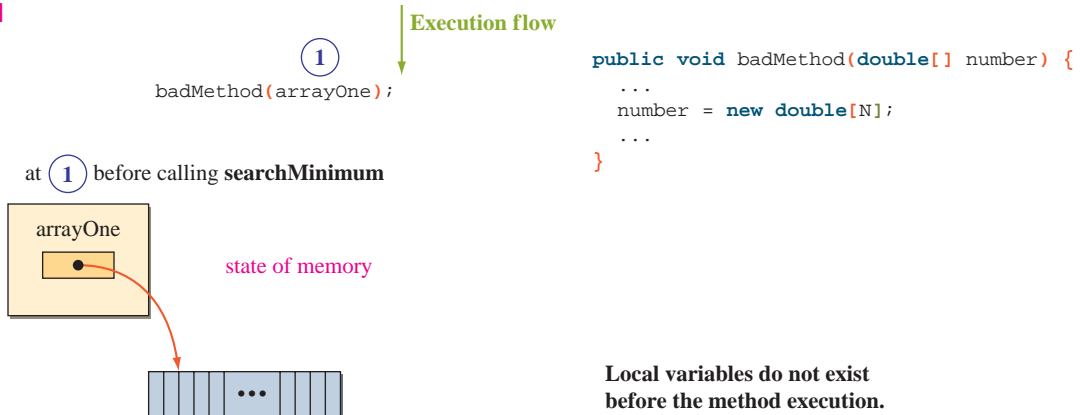 Execution flow
1
badMethod(arrayOne);
public void badMethod(double[] number) {
...
number = new double[N];
...
}
at 1 before calling searchMinimum
arrayOne
state of memory
...
Local variables do not exist
before the method execution.